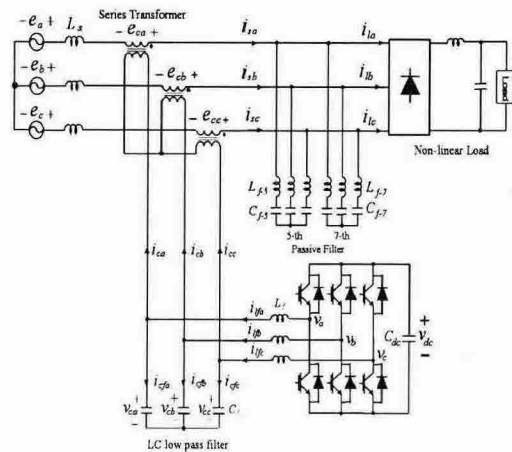 Series Transformer
- e_a +
L_s
- e_ca +
i_sa
i_la
- e_b +
- e_cb +
i_sb
i_lb
Load
- e_c +
- e_cc +
i_sc
i_lc
Non-linear Load
L_f-5
L_f-7
C_f-5
C_f-7
5-th
7-th
Passive Filter
i_ca
i_cb
i_cc
i_lfa
v_a
i_lfb
v_b
C_dc
+
v_dc
-
i_lfc
v_c
i_cfa
i_cfb
i_cfc
v_ca
+
-
v_cb
+
-
v_cc
+
-
LC low pass filter